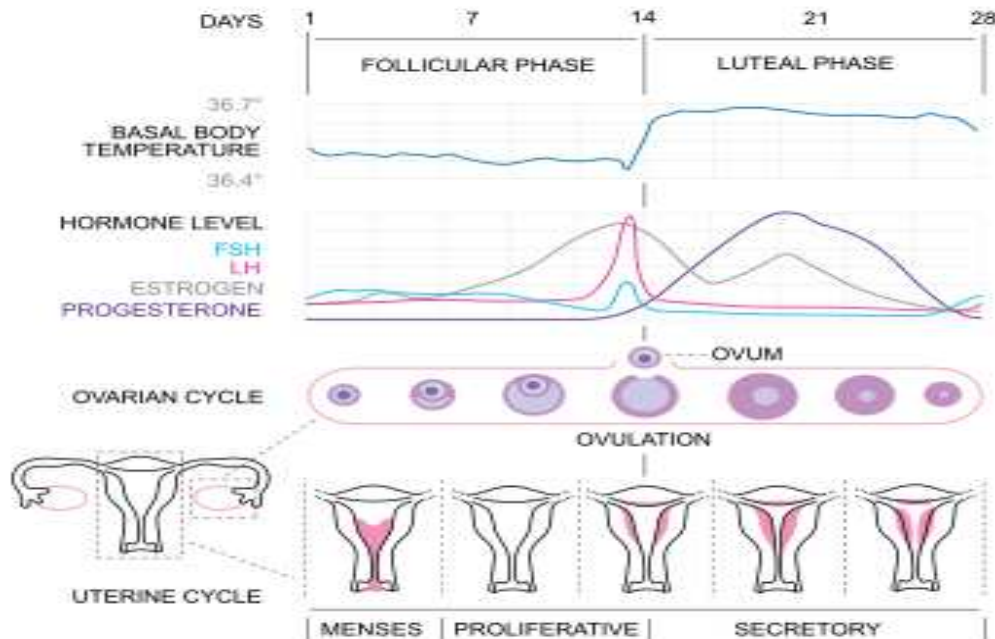 DAYS 1 7 14 21 28
FOLLICULAR PHASE LUTEAL PHASE
36.7°
BASAL BODY
TEMPERATURE
36.4°
HORMONE LEVEL
FSH
LH
ESTROGEN
PROGESTERONE
OVUM
OVARIAN CYCLE
OVULATION
UTERINE CYCLE
MENSES PROLIFERATIVE SECRETORY